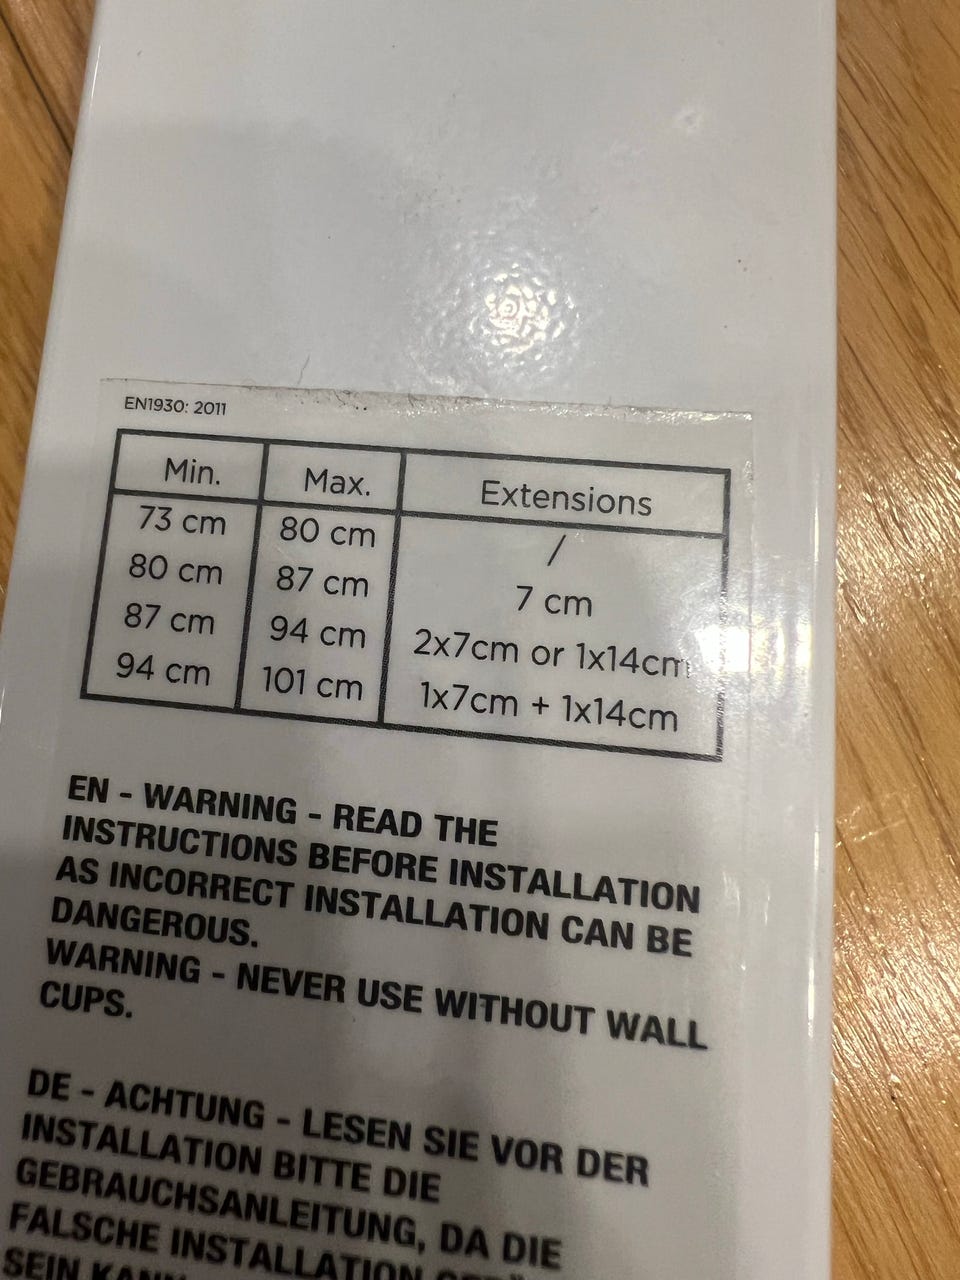 EN1930: 2011
Min. Max. Extensions
73 cm 80 cm /
80 cm 87 cm 7 cm
87 cm 94 cm 2x7cm or 1x14cm
94 cm 101 cm 1x7cm + 1x14cm
EN - WARNING - READ THE
INSTRUCTIONS BEFORE INSTALLATION
AS INCORRECT INSTALLATION CAN BE
DANGEROUS.
WARNING - NEVER USE WITHOUT WALL
CUPS.
DE - ACHTUNG - LESEN SIE VOR DER
INSTALLATION BITTE DIE
GEBRAUCHSANLEITUNG, DA DIE
FALSCHE INSTALLATION
SEIN